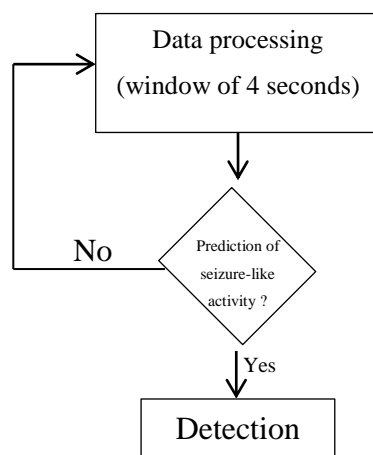 Data processing
(window of 4 seconds)
No
Prediction of
seizure-like
activity ?
Yes
Detection